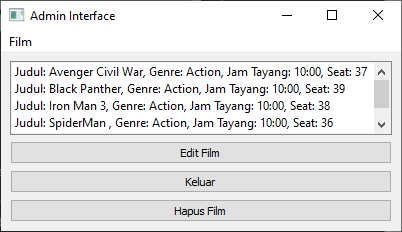 Admin Interface
Film
Judul: Avenger Civil War, Genre: Action, Jam Tayang: 10:00, Seat: 37
Judul: Black Panther, Genre: Action, Jam Tayang: 10:00, Seat: 39
Judul: Iron Man 3, Genre: Action, Jam Tayang: 10:00, Seat: 38
Judul: SpiderMan , Genre: Action, Jam Tayang: 10:00, Seat: 36
Edit Film
Keluar
Hapus Film